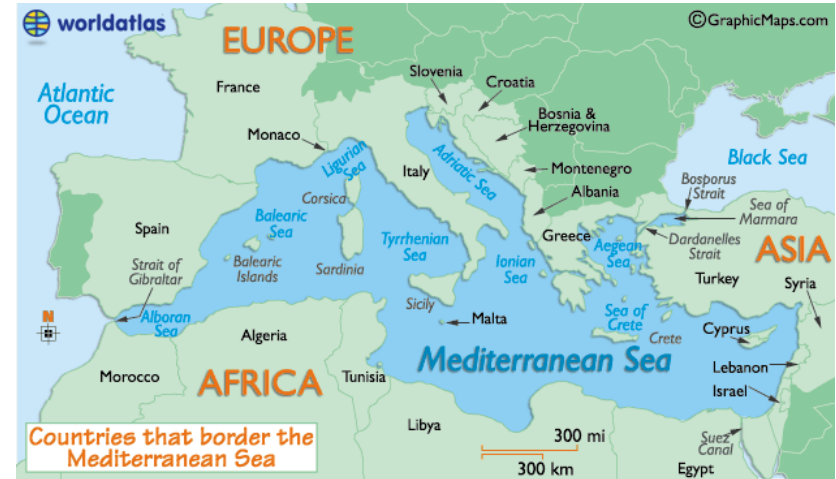 worldatlas
©GraphicMaps.com
EUROPE
Atlantic
Ocean
France
Slovenia
Croatia
Bosnia &
Herzegovina
Monaco
Ligurian
Sea
Italy
Adriatic Sea
Montenegro
Albania
Black Sea
Bosporus
Strait
Sea of
Marmara
Corsica
Spain
Balearic
Sea
Balearic
Islands
Sardinia
Tyrrhenian
Sea
Ionian
Sea
Greece
Aegean
Sea
Dardanelles
Strait
ASIA
Turkey
Syria
Strait of
Gibraltar
Alboran
Sea
N
Sicily
Malta
Sea of
Crete
Crete
Cyprus
Lebanon
Israel
Algeria
Morocco
AFRICA
Tunisia
Mediterranean Sea
Libya
Suez
Canal
Egypt
300 mi
300 km
Countries that border the
Mediterranean Sea